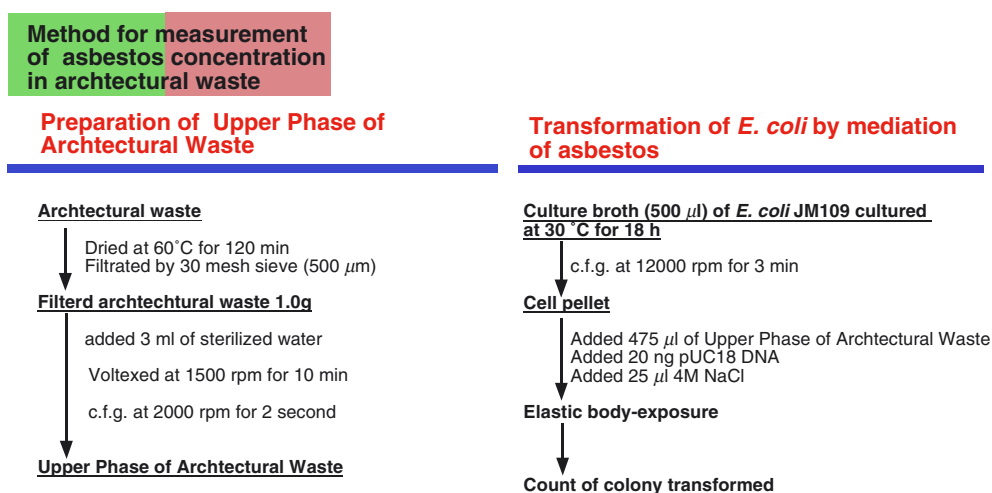 Method for measurement
of asbestos concentration
in archtectural waste
Preparation of Upper Phase of
Archtectural Waste
Archtectural waste
Dried at 60˚C for 120 min
Filtrated by 30 mesh sieve (500 µm)
Filterd archtechtural waste 1.0g
added 3 ml of sterilized water
Voltexed at 1500 rpm for 10 min
c.f.g. at 2000 rpm for 2 second
Upper Phase of Archtectural Waste
Transformation of E. coli by mediation
of asbestos
Culture broth (500 µl) of E. coli JM109 cultured
at 30 ˚C for 18 h
c.f.g. at 12000 rpm for 3 min
Cell pellet
Added 475 µl of Upper Phase of Archtectural Waste
Added 20 ng pUC18 DNA
Added 25 µl 4M NaCl
Elastic body-exposure
Count of colony transformed